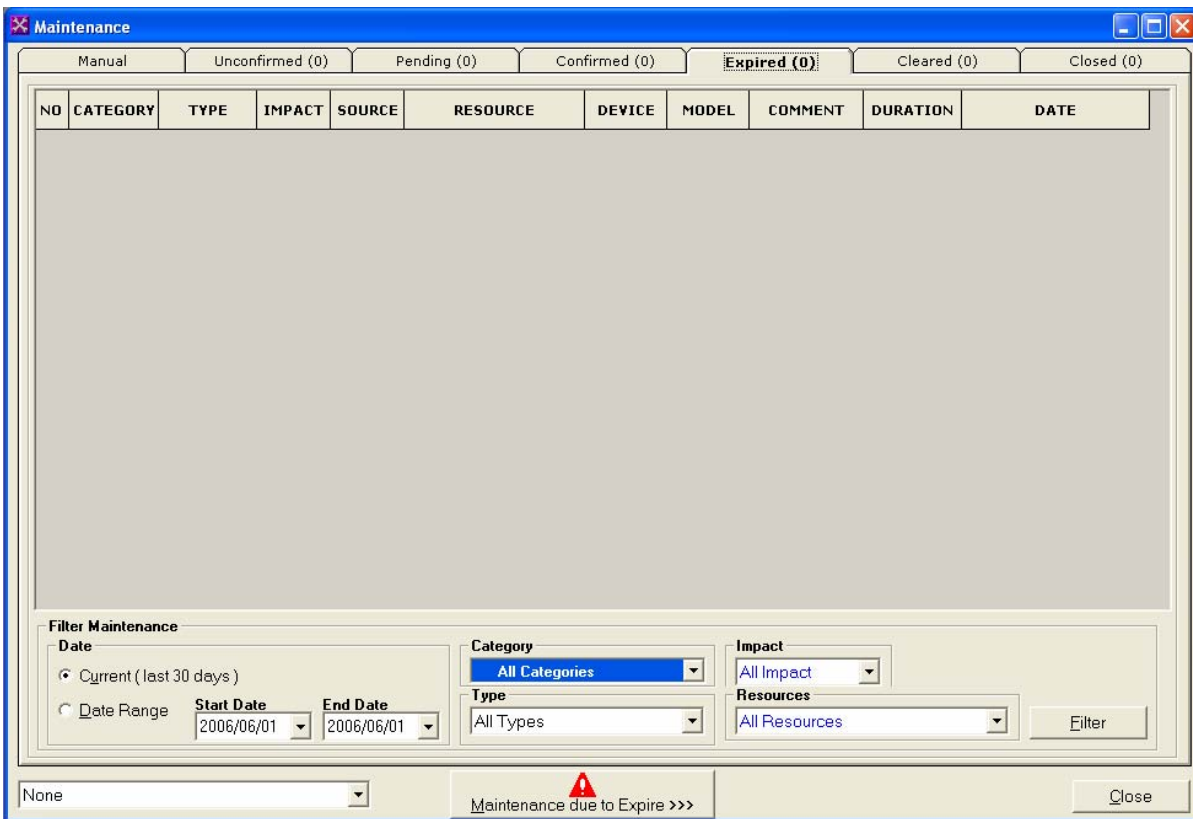 Maintenance
Manual Unconfirmed (0) Pending (0) Confirmed (0) Expired (0) Cleared (0) Closed (0)
NO CATEGORY TYPE IMPACT SOURCE RESOURCE DEVICE MODEL COMMENT DURATION DATE
Filter Maintenance
Date Category Impact
Current ( last 30 days ) All Categories All Impact
Start Date End Date Type Resources
Date Range 2006/06/01 2006/06/01 All Types All Resources Filter
None Maintenance due to Expire >>> Close